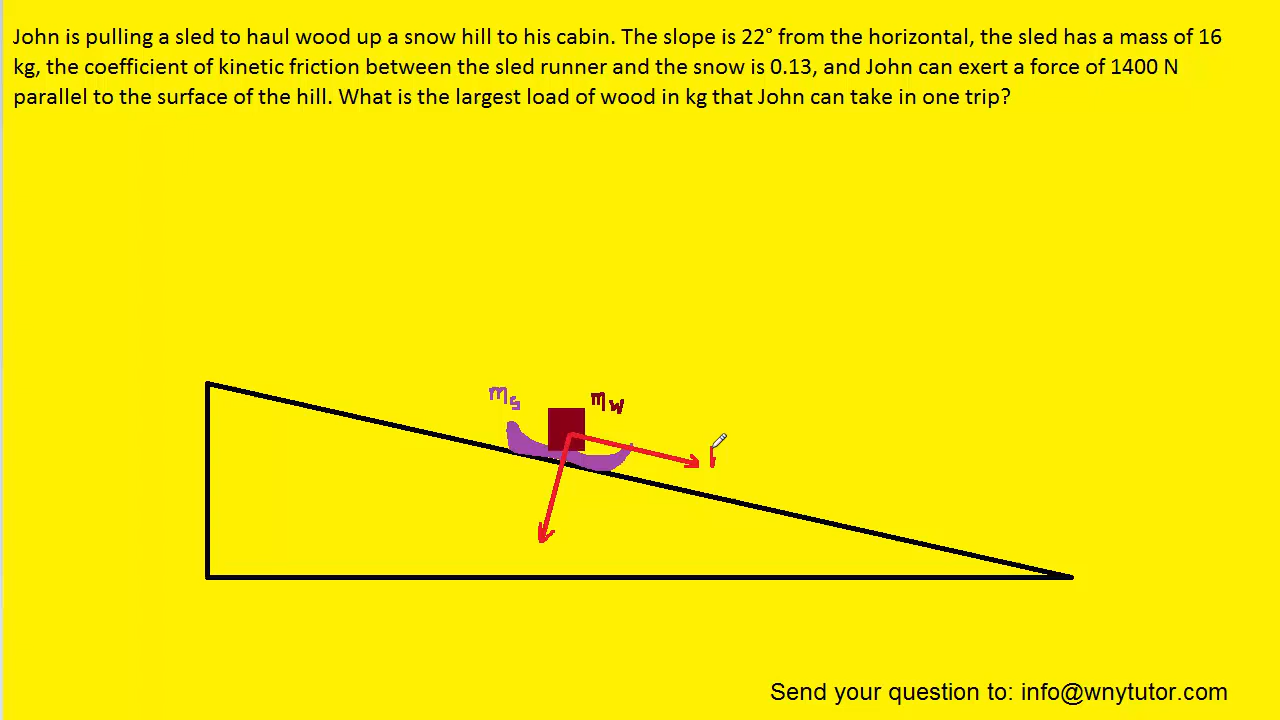 John is pulling a sled to haul wood up a snow hill to his cabin. The slope is 22° from the horizontal, the sled has a mass of 16
kg, the coefficient of kinetic friction between the sled runner and the snow is 0.13, and John can exert a force of 1400 N
parallel to the surface of the hill. What is the largest load of wood in kg that John can take in one trip?
ms mw
Send your question to: info@wnytutor.com